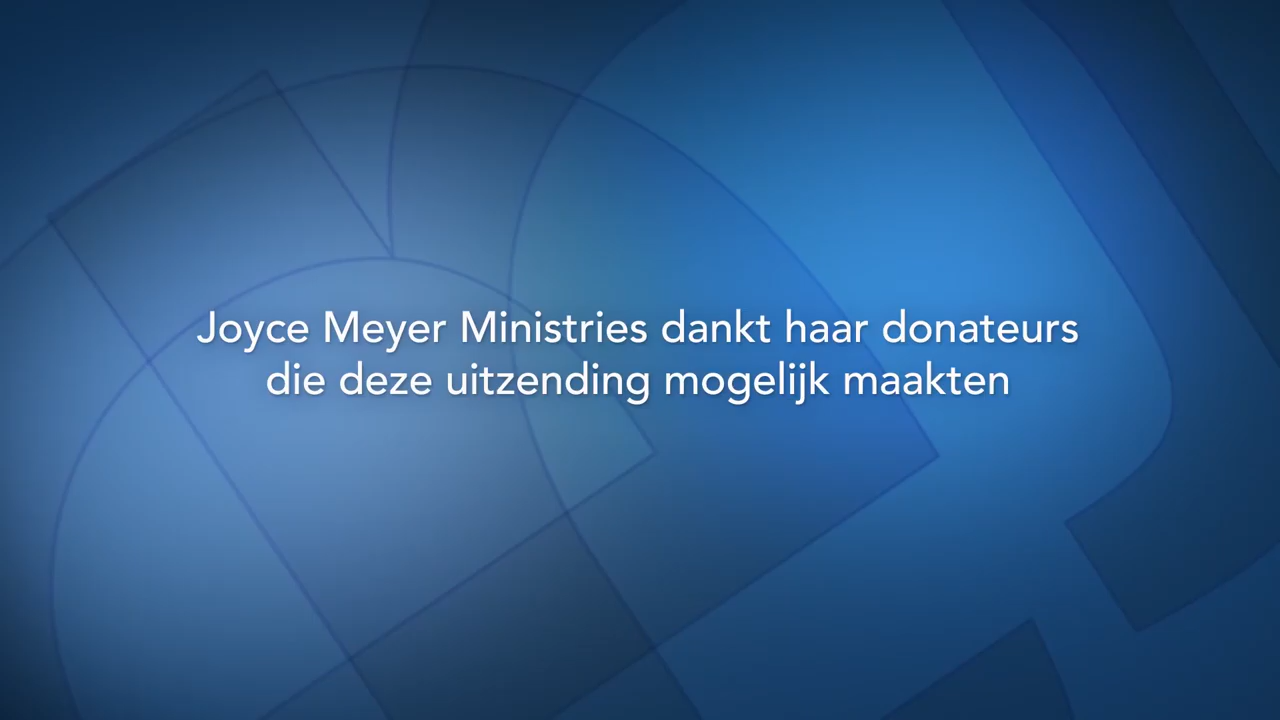 Joyce Meyer Ministries dankt haar donateurs
die deze uitzending mogelijk maakten